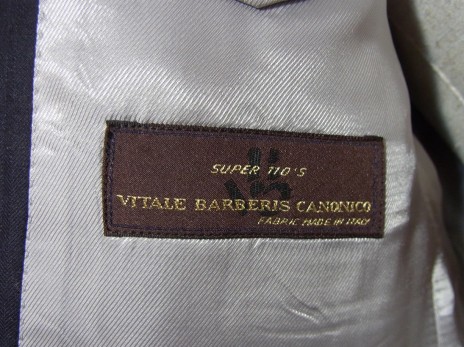 SUPER 110'S
VITALE BARBERIS CANONICO
FABRIC MADE IN ITALY